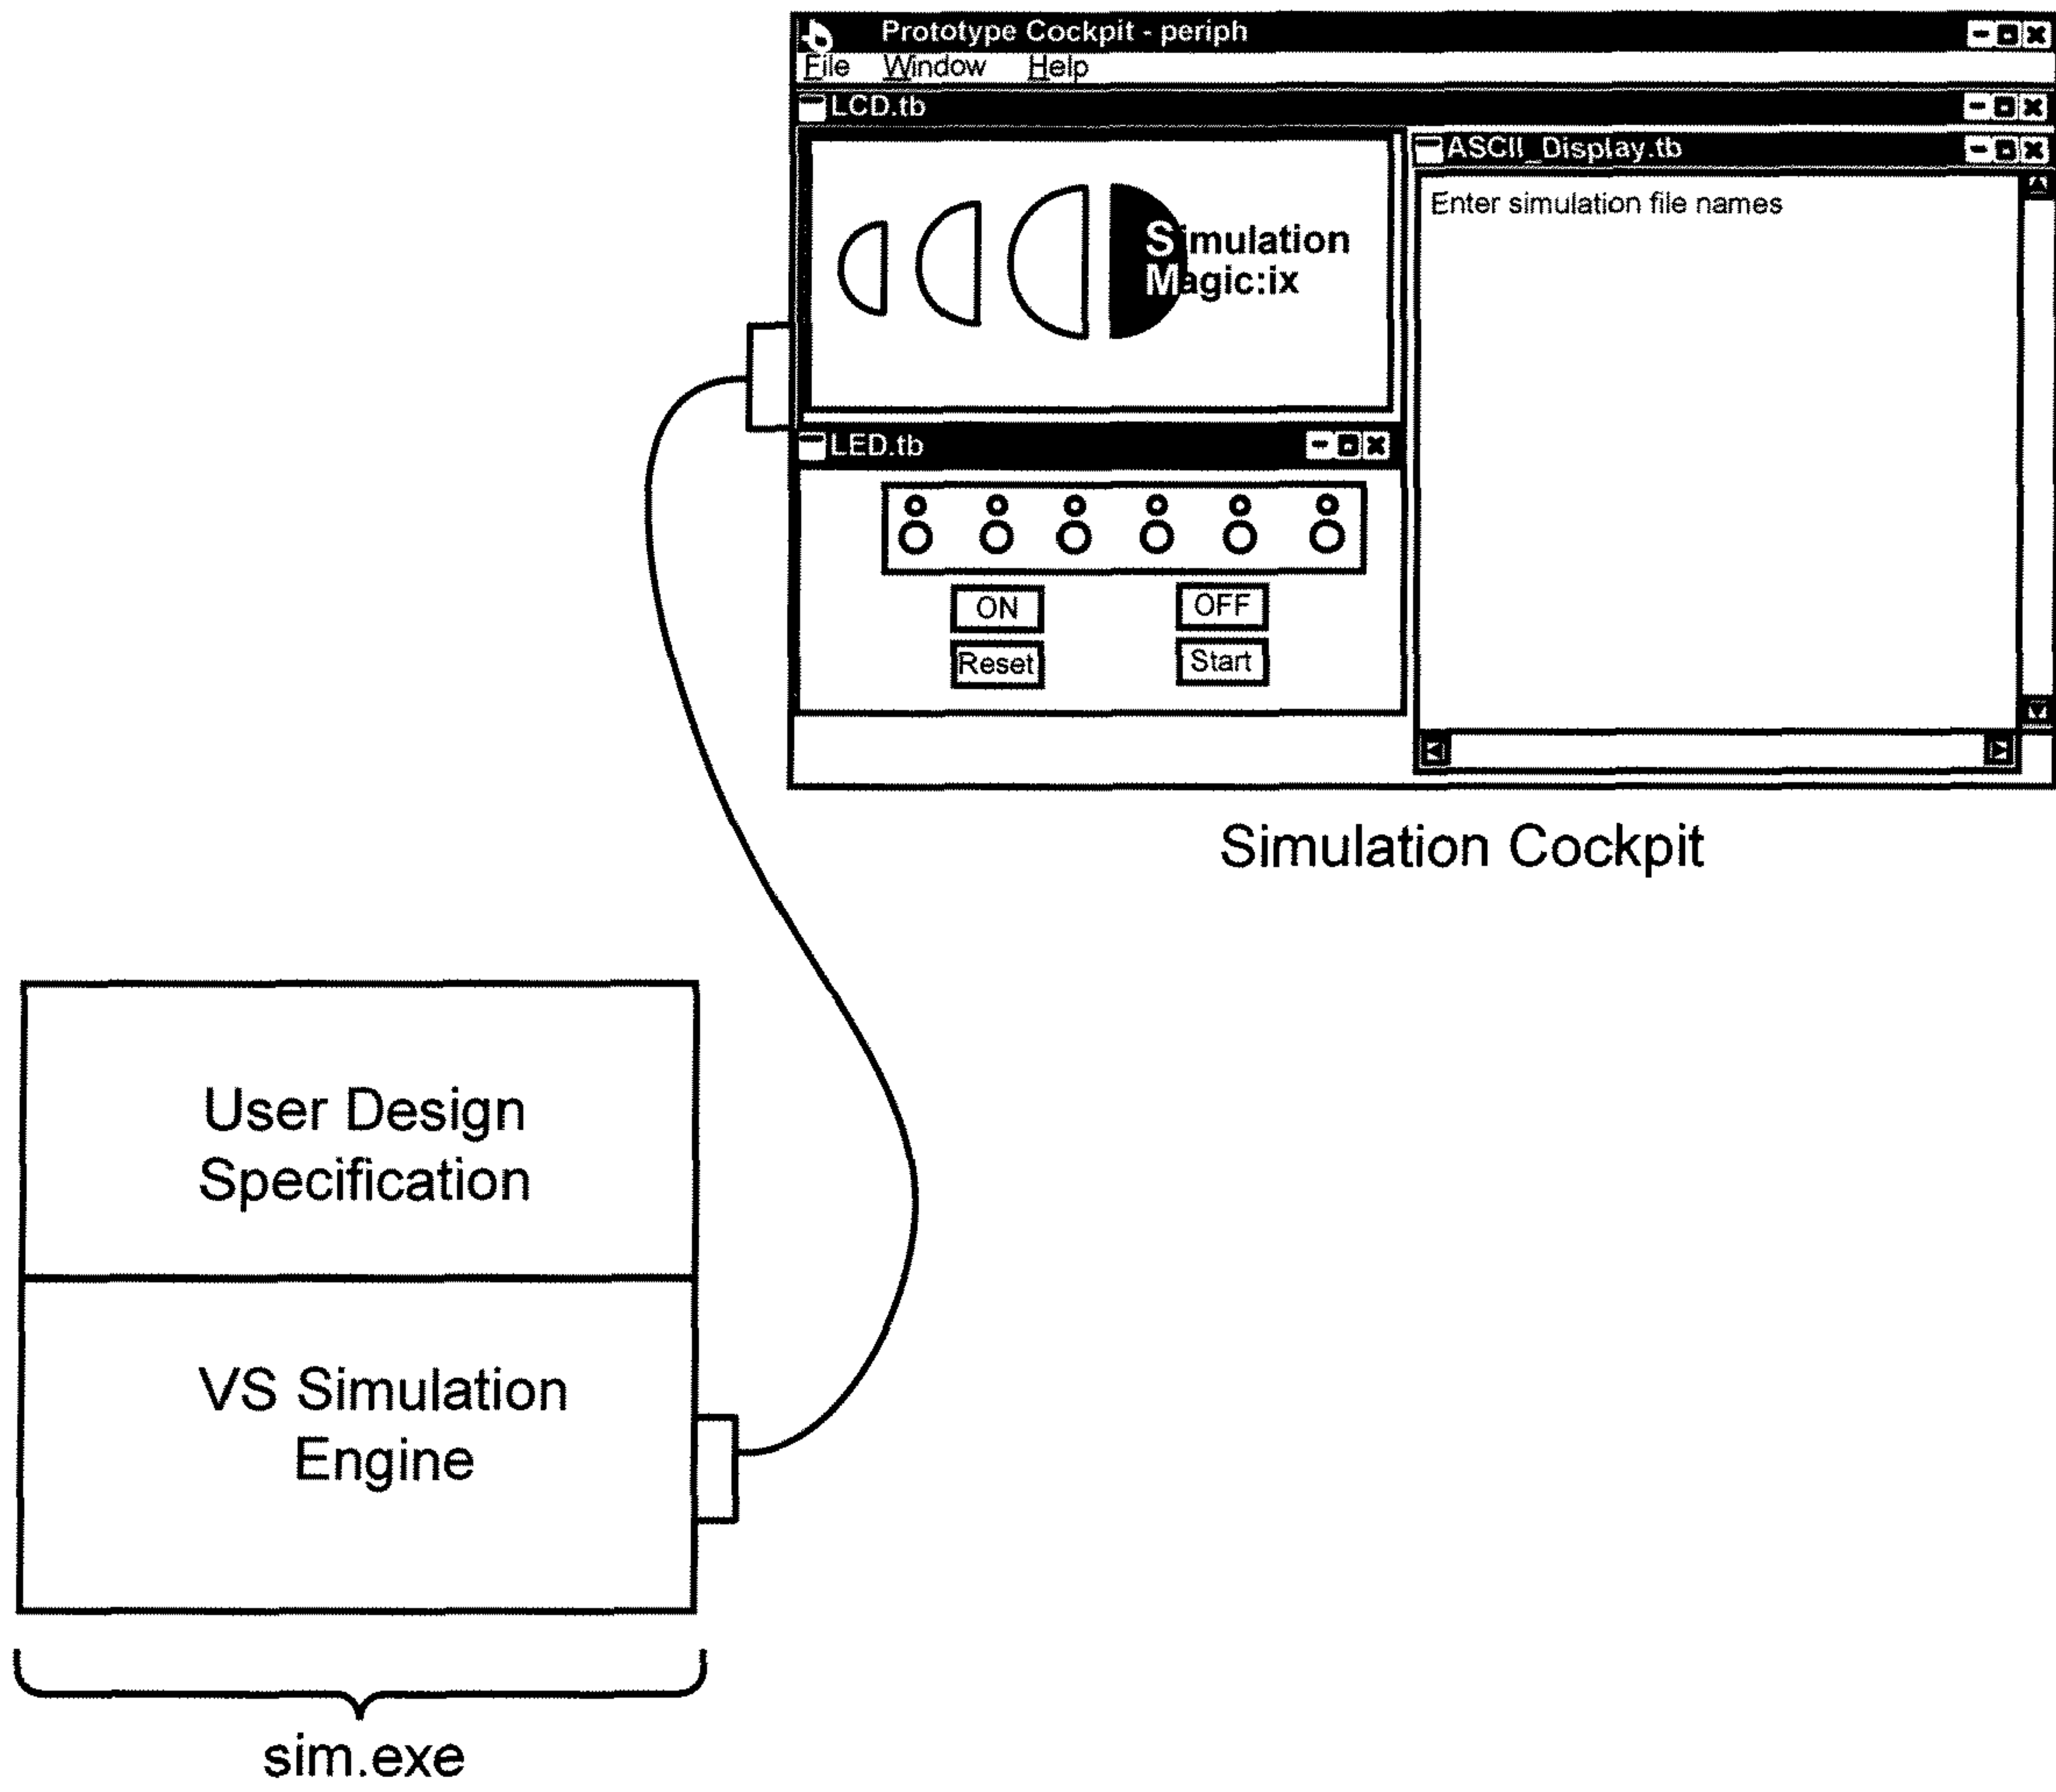 Prototype Cockpit - periph
File Window Help
LCD.tb
Simulation
Magic:ix
ASCII_Display.tb
Enter simulation file names
LED.tb
ON
OFF
Reset
Start
Simulation Cockpit
User Design
Specification
VS Simulation
Engine
sim.exe